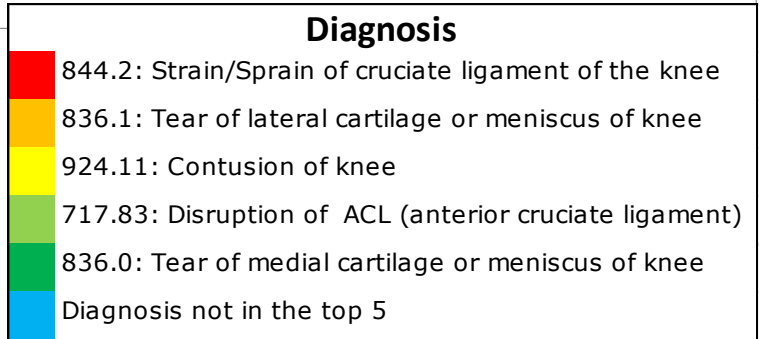 Diagnosis
844.2: Strain/Sprain of cruciate ligament of the knee
836.1: Tear of lateral cartilage or meniscus of knee
924.11: Contusion of knee
717.83: Disruption of ACL (anterior cruciate ligament)
836.0: Tear of medial cartilage or meniscus of knee
Diagnosis not in the top 5